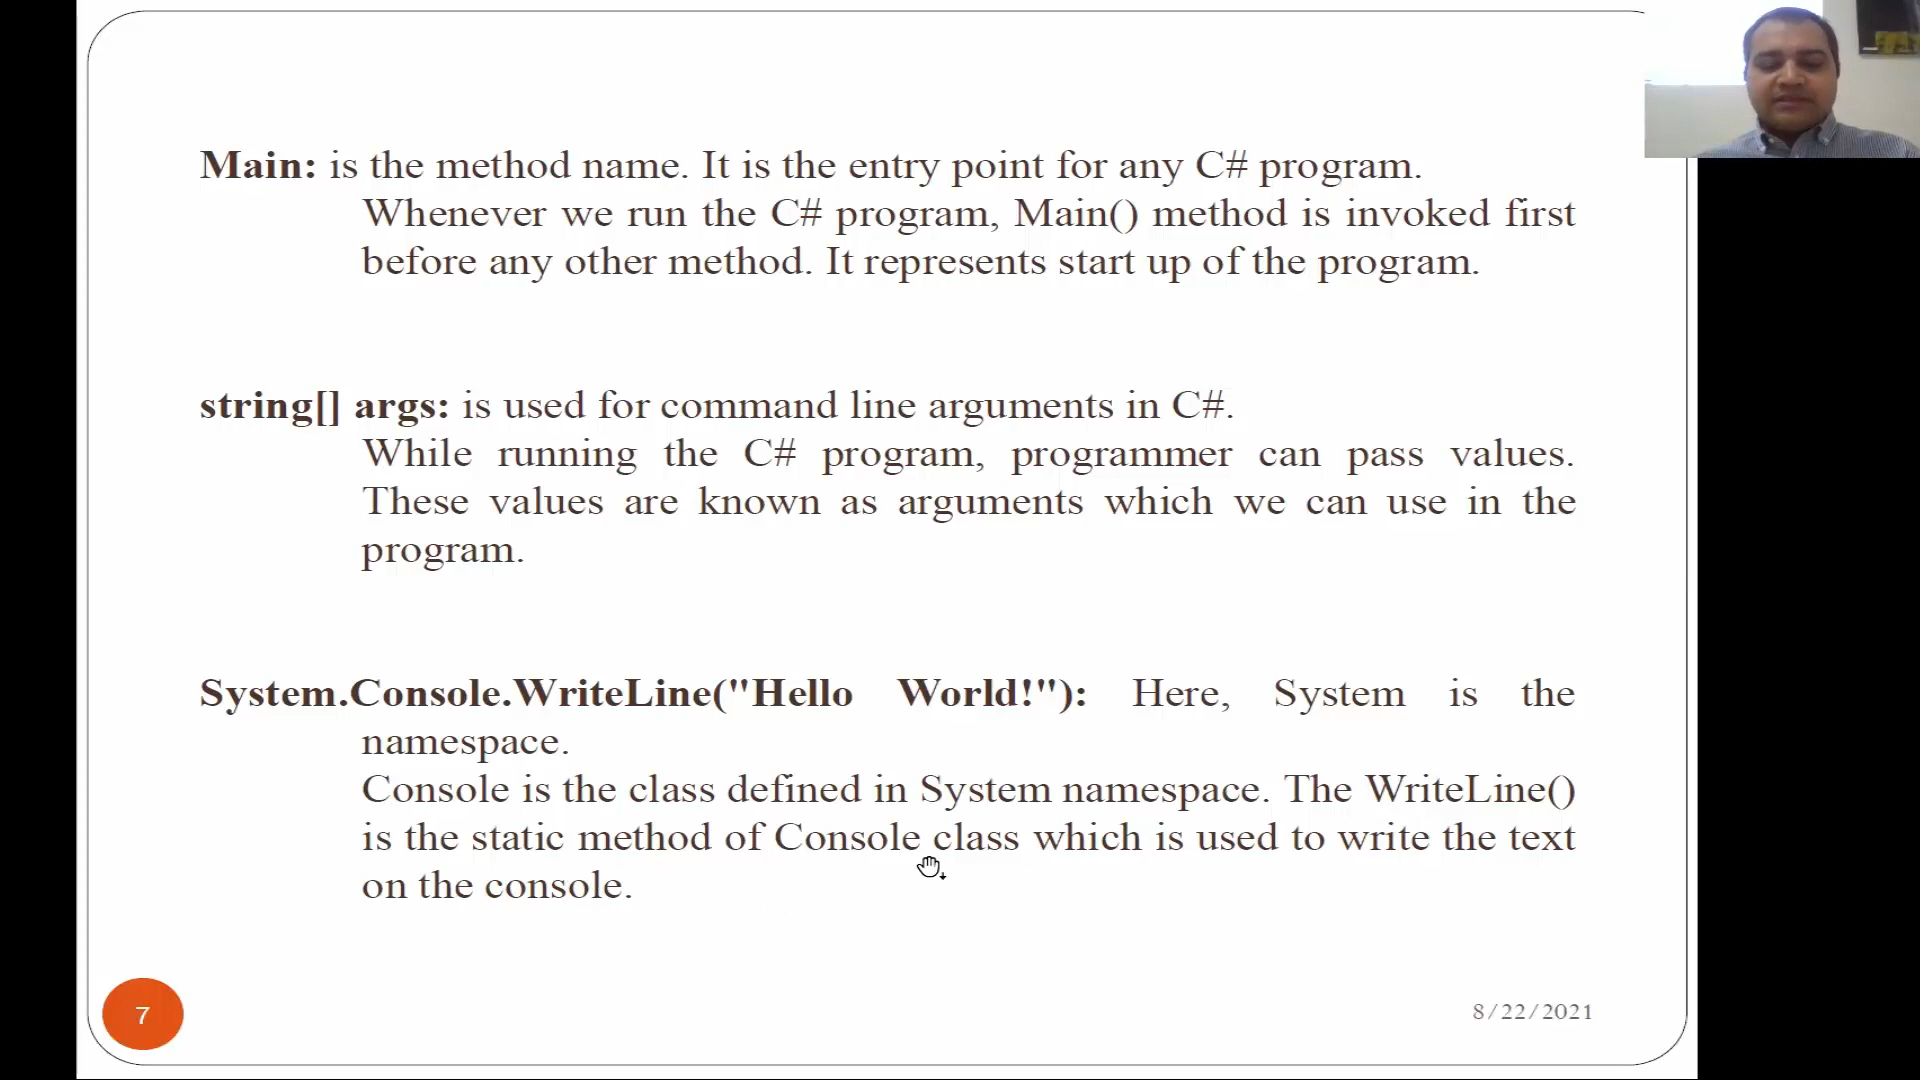 Main: is the method name. It is the entry point for any C# program.
Whenever we run the C# program, Main() method is invoked first
before any other method. It represents start up of the program.
string[] args: is used for command line arguments in C#.
While running the C# program, programmer can pass values.
These values are known as arguments which we can use in the
program.
System.Console.WriteLine("Hello World!"): Here, System is the
namespace.
Console is the class defined in System namespace. The WriteLine()
is the static method of Console class which is used to write the text
on the console.
7
8/22/2021